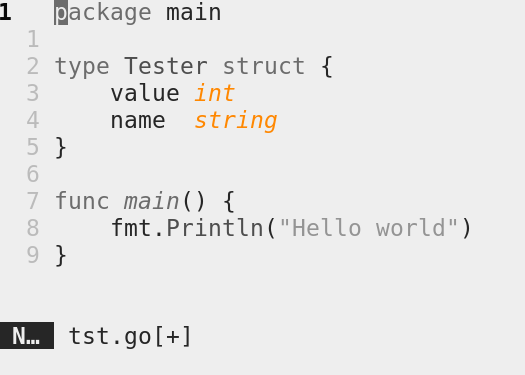 1 package main
1
2 type Tester struct {
3     value int
4     name  string
5 }
6
7 func main() {
8     fmt.Println("Hello world")
9 }
N… tst.go[+]